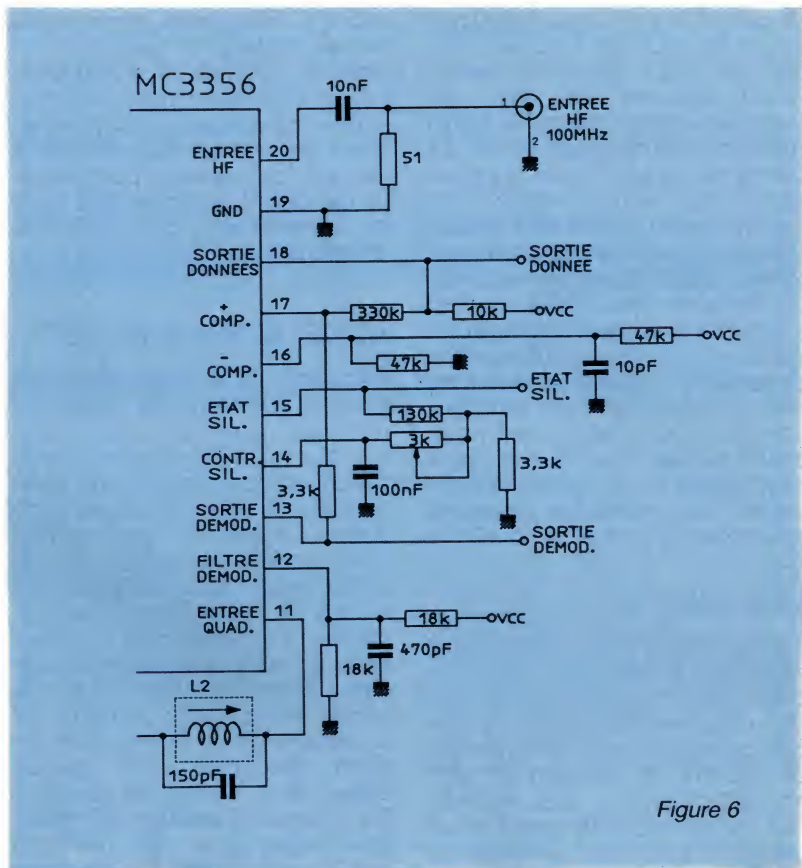 MC3356
10nF
1
ENTREE
HF
100MHz
2
ENTREE
HF
20
51
GND
19
SORTIE
DONNEES
18
SORTIE
DONNEE
+
COMP.
17
330k
10k
VCC
-
COMP.
16
47k
47k
VCC
10pF
ETAT
SIL.
15
ETAT
SIL.
130k
CONTR.
SIL.
14
3k
3,3k
100nF
3,3k
SORTIE
DEMOD.
13
SORTIE
DEMOD.
FILTRE
DEMOD.
12
18k
VCC
470pF
18k
ENTREE
QUAD.
11
L2
150pF
Figure 6